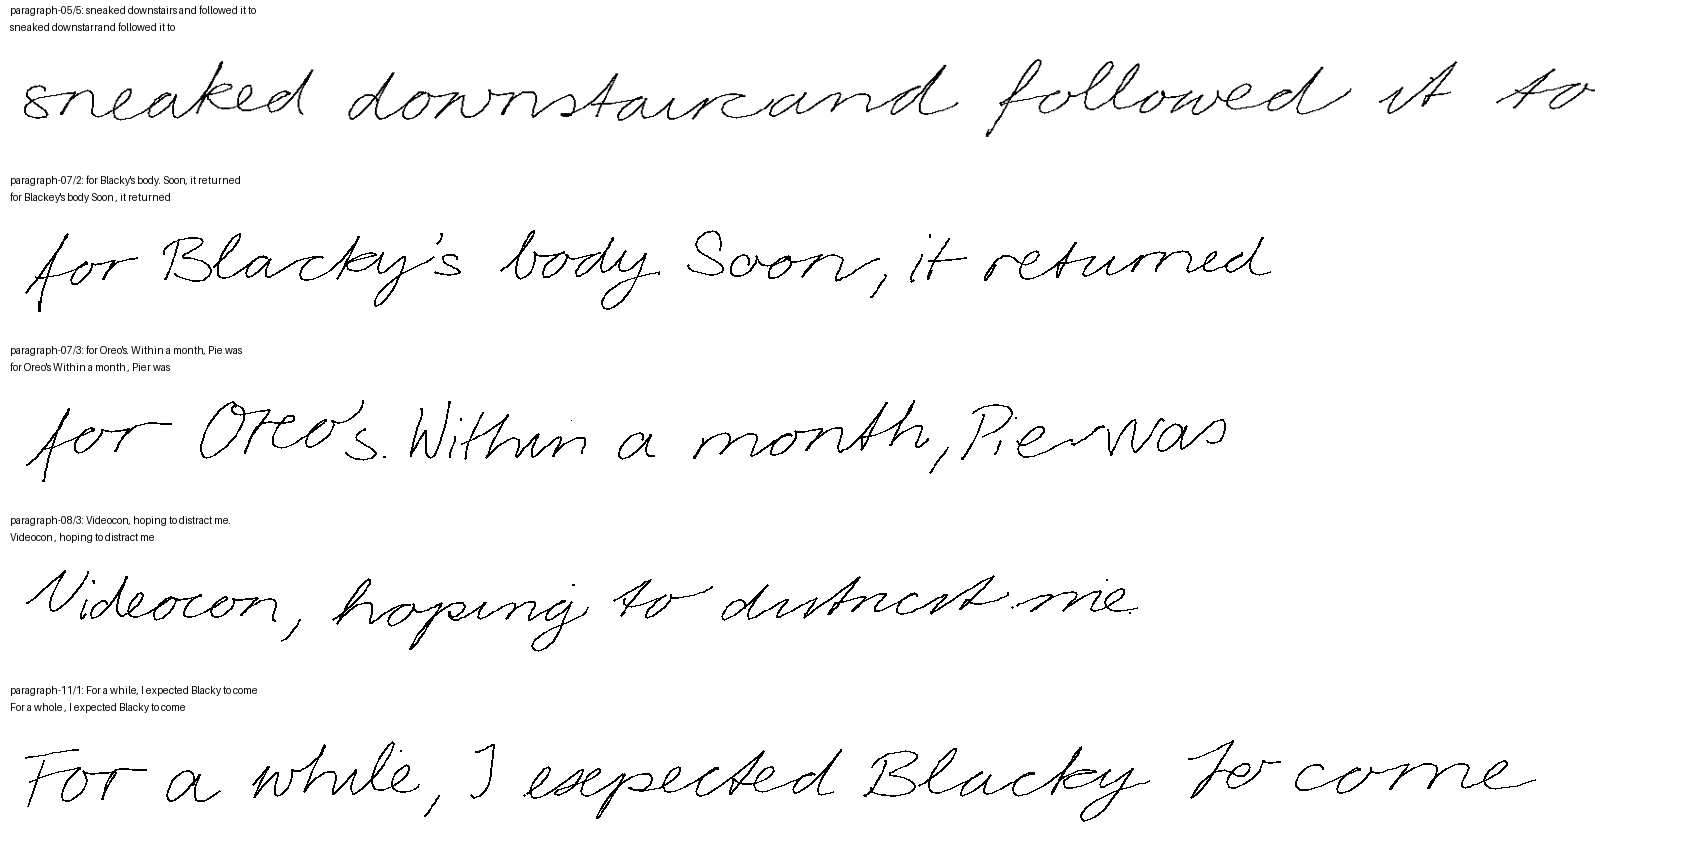 paragraph-05/5: sneaked downstairs and followed it to
sneaked downstarrand followed it to
sneaked downstaircand followed it to
paragraph-07/2: for Blacky's body. Soon, it returned
for Blackey's body Soon , it returned
for Blacky's body Soon, it returned
paragraph-07/3: for Oreo's. Within a month, Pie was
for Oreo's Within a month , Pier was
for Oreo's. Within a month, Pie was
paragraph-08/3: Videocon, hoping to distract me.
Videocon , hoping to distract me
Videocon, hoping to distract me.
paragraph-11/1: For a while, I expected Blacky to come
For a whole , I expected Blacky to come
For a while, I expected Blacky to come